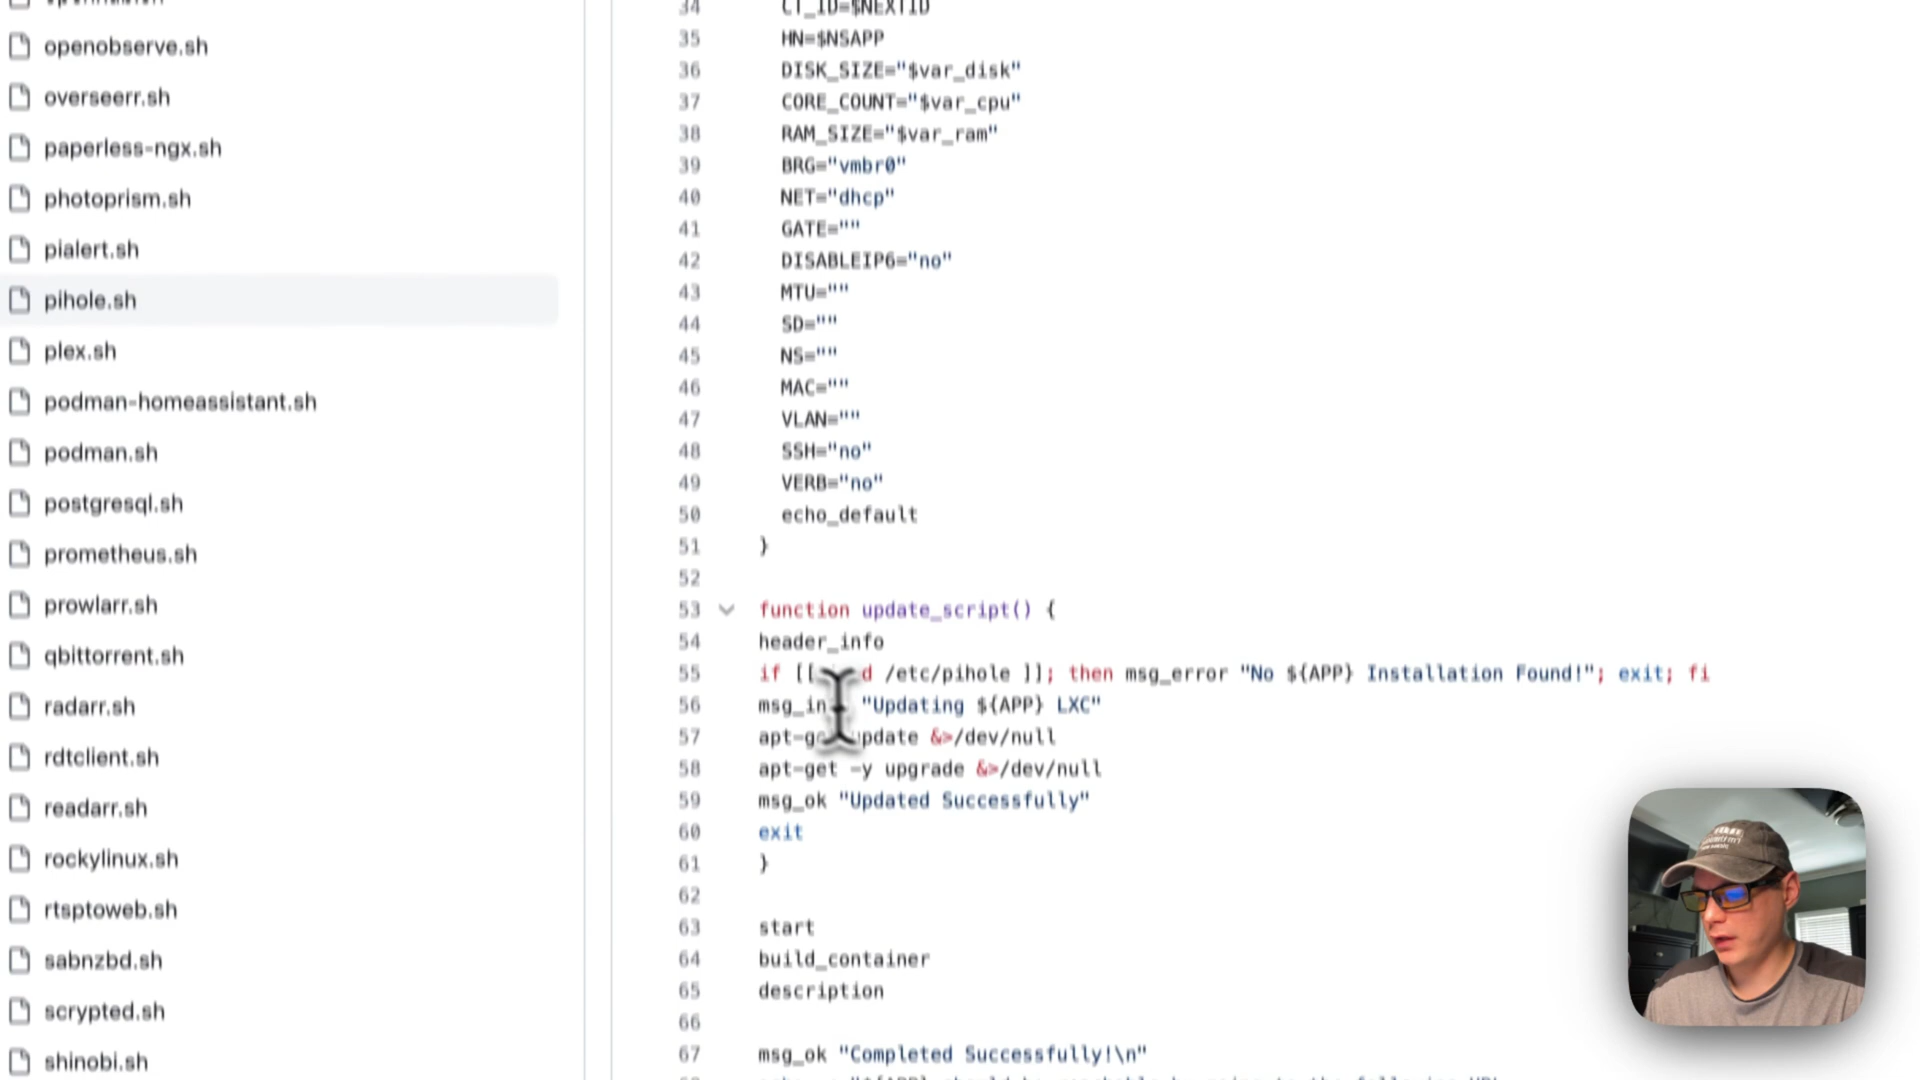 openobserve.sh
overseerr.sh
paperless-ngx.sh
photoprism.sh
pialert.sh
pihole.sh
plex.sh
podman-homeassistant.sh
podman.sh
postgresql.sh
prometheus.sh
prowlarr.sh
qbittorrent.sh
radarr.sh
rdtclient.sh
readarr.sh
rockylinux.sh
rtsptoweb.sh
sabnzbd.sh
scrypted.sh
shinobi.sh
34 CT_ID=$NEXTID
35 HN=$NSAPP
36 DISK_SIZE="$var_disk"
37 CORE_COUNT="$var_cpu"
38 RAM_SIZE="$var_ram"
39 BRG="vmbr0"
40 NET="dhcp"
41 GATE=""
42 DISABLEIP6="no"
43 MTU=""
44 SD=""
45 NS=""
46 MAC=""
47 VLAN=""
48 SSH="no"
49 VERB="no"
50 echo_default
51 }
52
53 function update_script() {
54 header_info
55 if [[ d /etc/pihole ]]; then msg_error "No ${APP} Installation Found!"; exit; fi
56 "Updating ${APP} LXC"
57 &>/dev/null
58 apt-get -y upgrade &>/dev/null
59 msg_ok "Updated Successfully"
60 exit
61 }
62
63 start
64 build_container
65 description
66
67 msg_ok "Completed Successfully!\n"